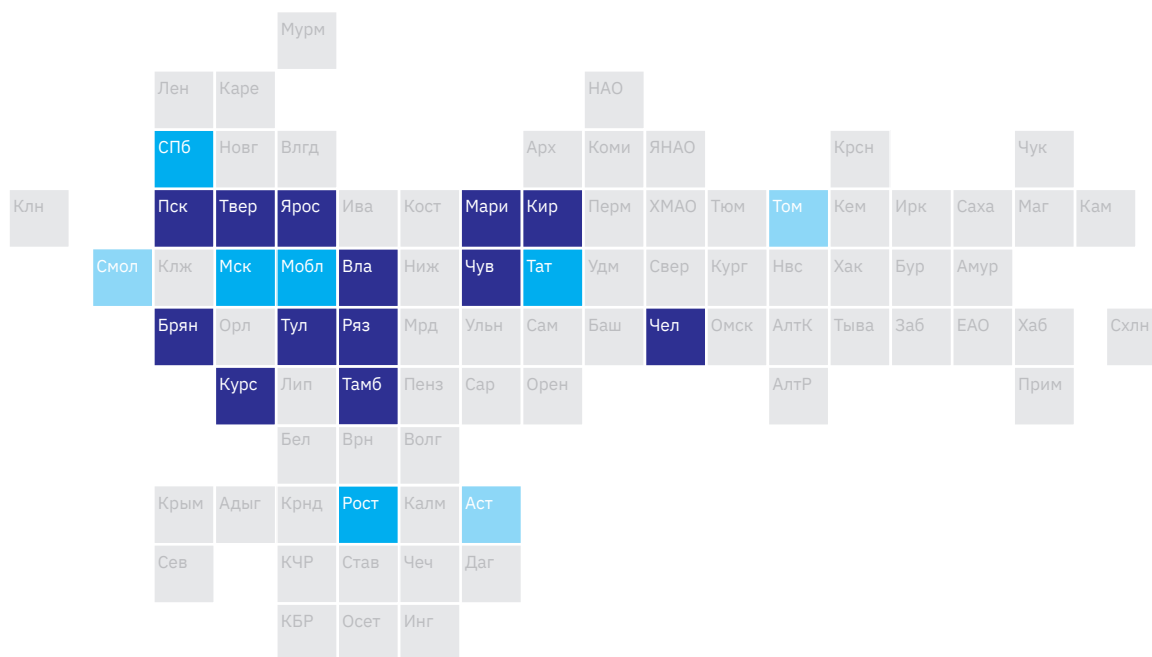 Мурм
Лен Каре НАО
СПб Новг Влгд Арх Коми ЯНАО Крсн Чук
Клн Пск Твер Ярос Ива Кост Мари Кир Перм ХМАО Тюм Том Кем Ирк Саха Маг Кам
Смол Клж Мск Мобл Вла Ниж Чув Тат Удм Свер Кург Нвс Хак Бур Амур
Брян Орл Тул Ряз Мрд Ульн Сам Баш Чел Омск АлтК Тыва Заб ЕАО Хаб Схлн
Курс Лип Тамб Пенз Сар Орен АлтР Прим
Бел Врн Волг
Крым Адыг Крнд Рост Калм Аст
Сев КЧР Став Чеч Даг
КБР Осет Инг